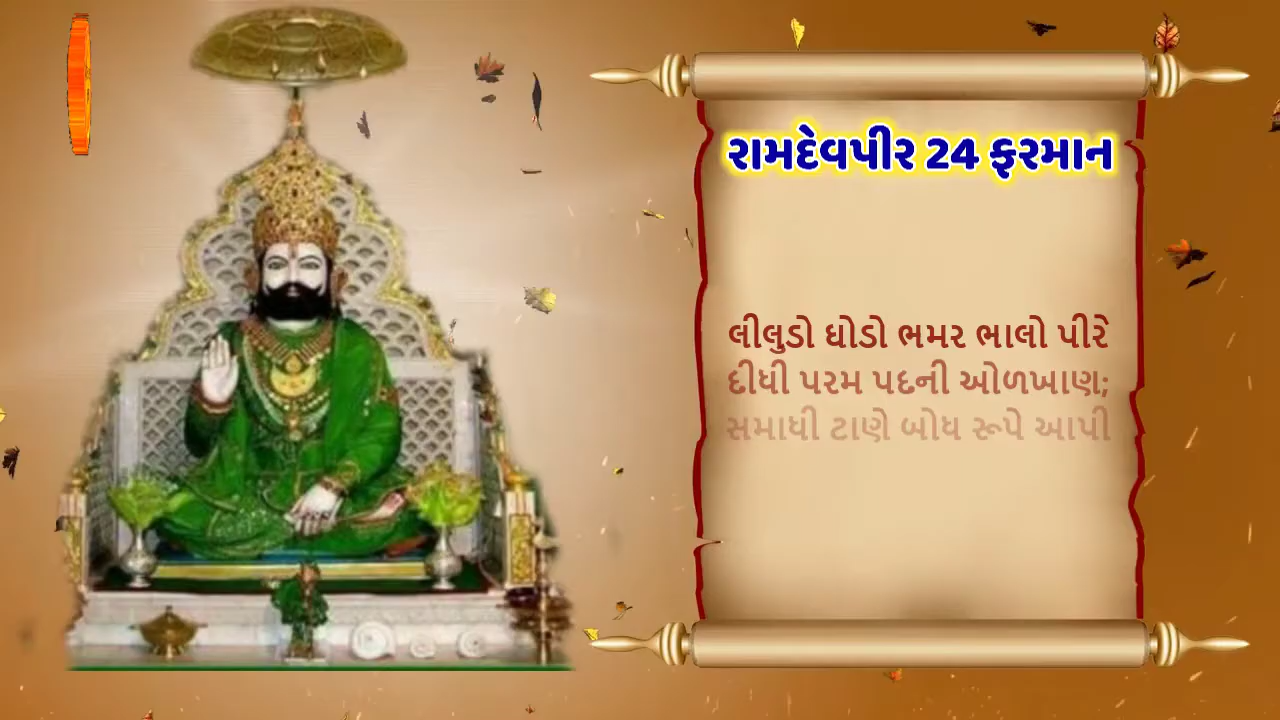 રામદેવપીર 24 ફરમાન
લીલુડો ઘોડો ભમર ભાલો પીરે
દીધી પરમ પદની ઓળખાણ;
સમાધી ટાણે બોધ રૂપે આપી